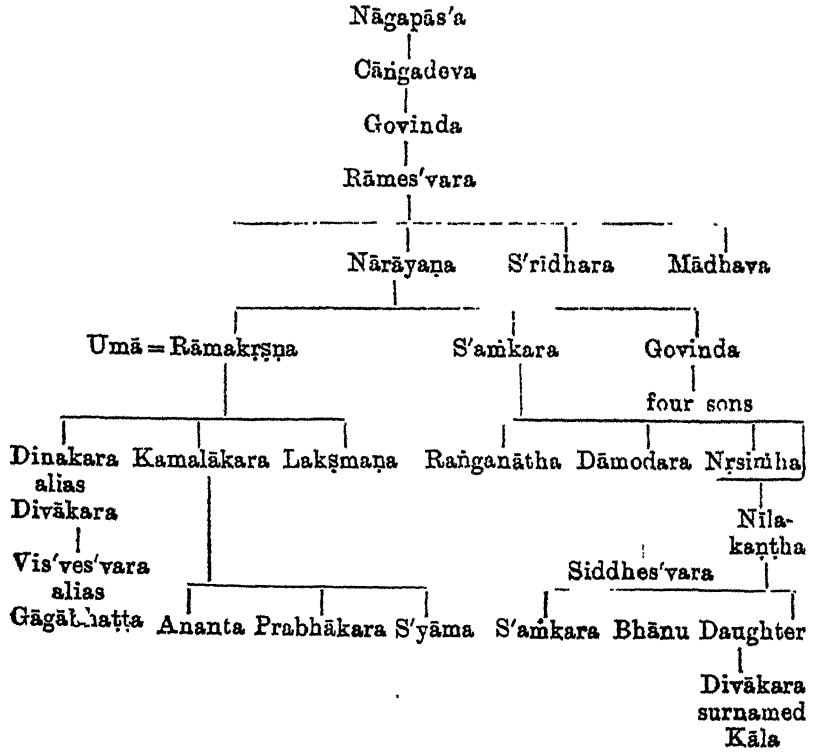 Nāgapās'a
Cāṅgadeva
Govinda
Rāmes'vara
Nārāyaṇa S'rīdhara Mādhava
Umā = Rāmakṛṣṇa S'aṁkara Govinda
four sons
Dinakara Kamalākara Lakṣmaṇa Raṅganātha Dāmodara Nṛsiṁha
alias
Divākara
Nīla-
kaṇṭha
Vis'ves'vara
alias
Gāgābhaṭṭa
Siddhes'vara
Ananta Prabhākara S'yāma S'aṁkara Bhānu Daughter
Divākara
surnamed
Kāla